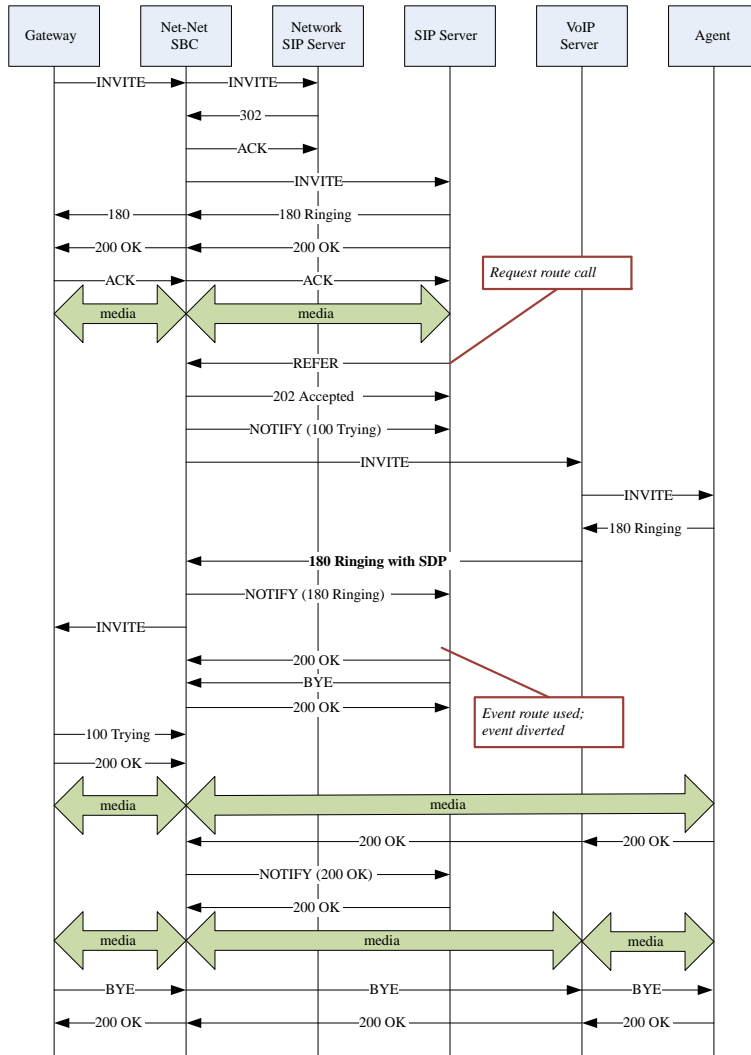 Gateway
Net-Net
SBC
Network
SIP Server
SIP Server
VoIP
Server
Agent
INVITE
INVITE
302
ACK
INVITE
180
180 Ringing
200 OK
200 OK
ACK
ACK
Request route call
media
media
REFER
202 Accepted
NOTIFY (100 Trying)
INVITE
INVITE
180 Ringing
180 Ringing with SDP
NOTIFY (180 Ringing)
INVITE
200 OK
BYE
200 OK
Event route used;
event diverted
100 Trying
200 OK
media
media
200 OK
200 OK
NOTIFY (200 OK)
200 OK
media
media
media
BYE
BYE
BYE
200 OK
200 OK
200 OK